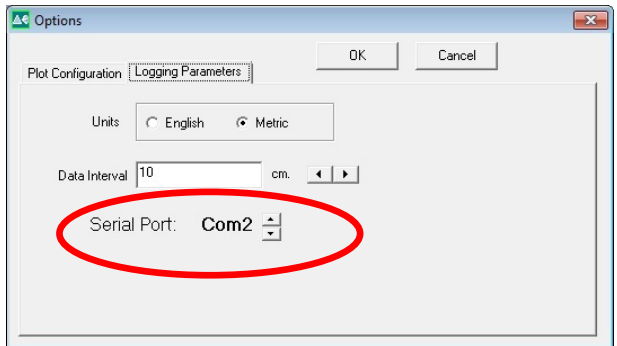 Options
OK Cancel
Plot Configuration Logging Parameters
Units English Metric
Data Interval 10 cm.
Serial Port: Com2